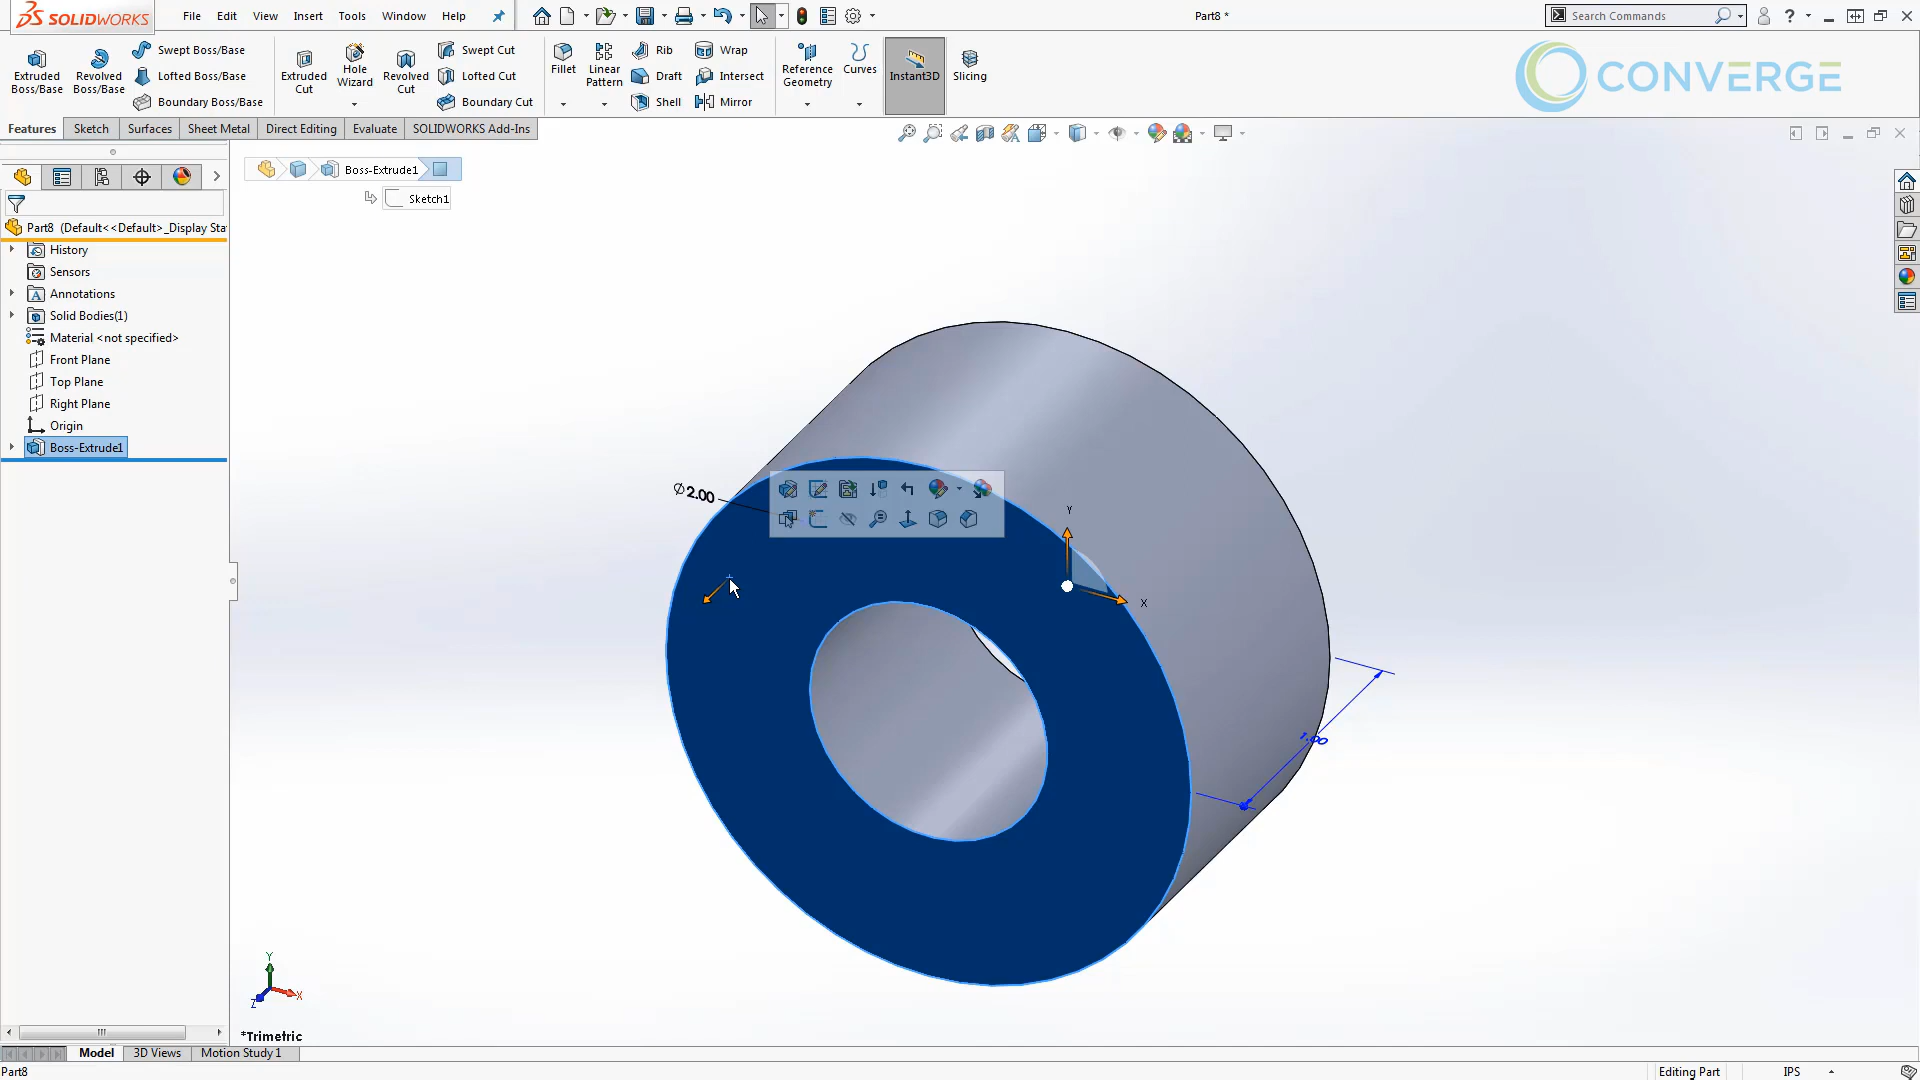 SOLIDWORKS
File Edit View Insert Tools Window Help
Part8 *
Search Commands
?
Extruded Boss/Base
Revolved Boss/Base
Swept Boss/Base
Lofted Boss/Base
Boundary Boss/Base
Extruded Cut
Hole Wizard
Revolved Cut
Swept Cut
Lofted Cut
Boundary Cut
Fillet
Linear Pattern
Rib
Draft
Shell
Wrap
Intersect
Mirror
Reference Geometry
Curves
Instant3D
Slicing
CONVERGE
Features Sketch Surfaces Sheet Metal Direct Editing Evaluate SOLIDWORKS Add-Ins
Boss-Extrude1
Sketch1
Part8 (Default<<Default>_Display Sta
History
Sensors
Annotations
Solid Bodies(1)
Material <not specified>
Front Plane
Top Plane
Right Plane
Origin
Boss-Extrude1
∅2.00
Y
X
1.00
Y
X
Z
*Trimetric
Model 3D Views Motion Study 1
Part8
Editing Part
IPS